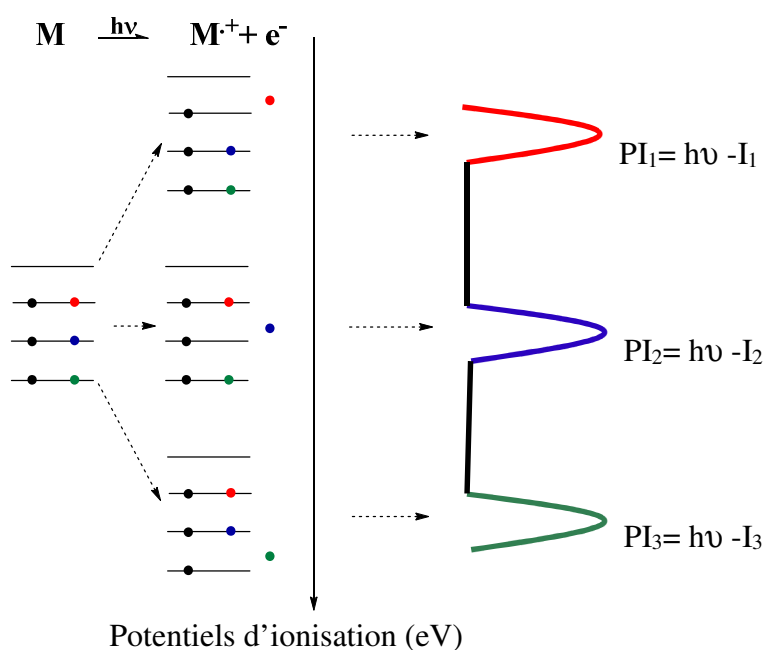 M hν M·⁺+ e⁻
PI₁= hυ -I₁
PI₂= hυ -I₂
PI₃= hυ -I₃
Potentiels d’ionisation (eV)